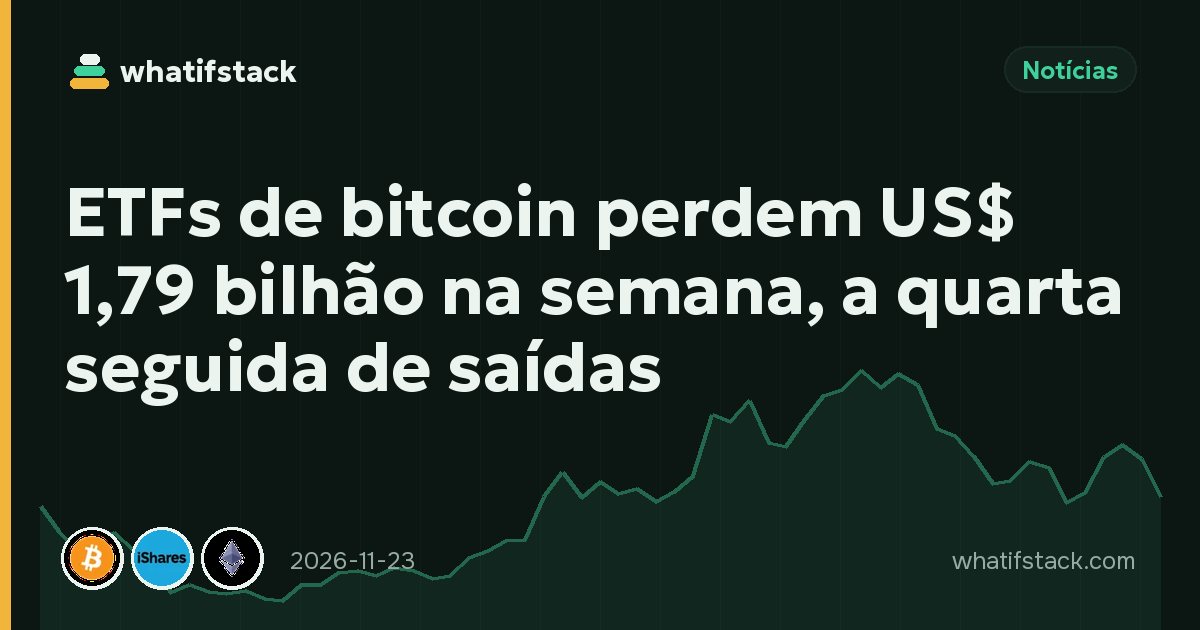 whatifstack
Notícias
ETFs de bitcoin perdem US$
1,79 bilhão na semana, a quarta
seguida de saídas
iShares
2026-11-23
whatifstack.com